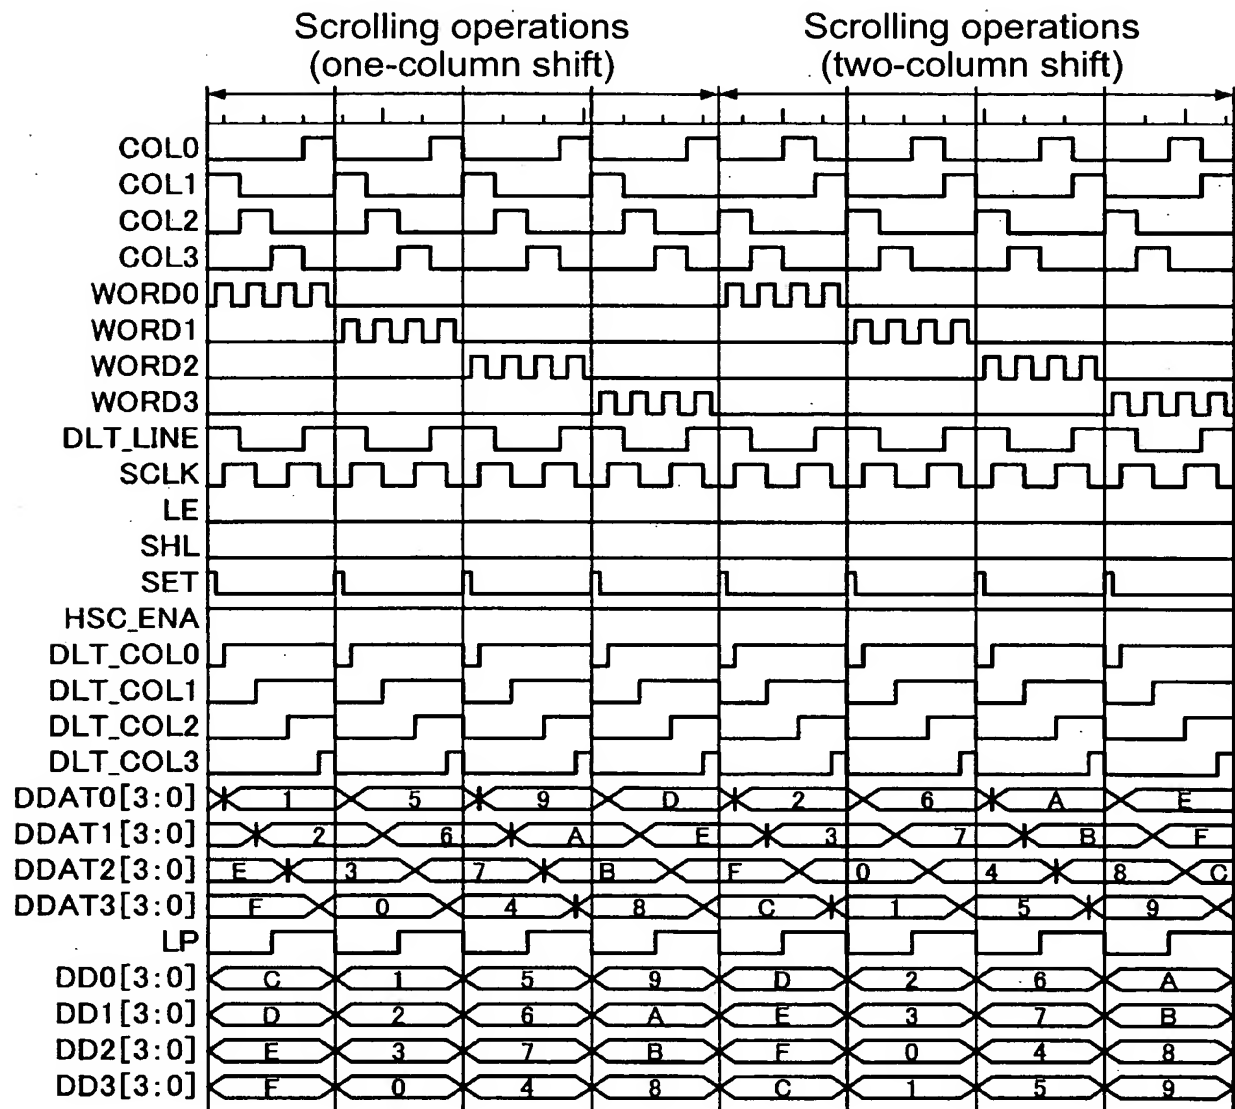 Scrolling operations
(one-column shift)
Scrolling operations
(two-column shift)
COL0
COL1
COL2
COL3
WORD0
WORD1
WORD2
WORD3
DLT_LINE
SCLK
LE
SHL
SET
HSC_ENA
DLT_COL0
DLT_COL1
DLT_COL2
DLT_COL3
DDAT0[3:0] 1 5 9 D 2 6 A E
DDAT1[3:0] 2 6 A E 3 7 B F
DDAT2[3:0] E 3 7 B F 0 4 8 C
DDAT3[3:0] F 0 4 8 C 1 5 9
LP
DD0[3:0] C 1 5 9 D 2 6 A
DD1[3:0] D 2 6 A E 3 7 B
DD2[3:0] E 3 7 B F 0 4 8
DD3[3:0] F 0 4 8 C 1 5 9